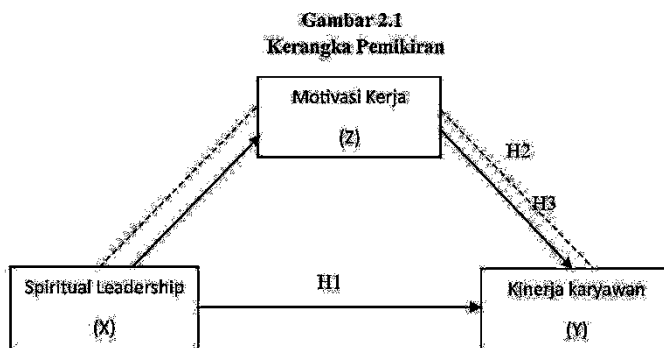 Gambar 2.1
Kerangka Pemikiran
Motivasi Kerja
(Z)
H2
H3
Spiritual Leadership
(X)
H1
Kinerja karyawan
(Y)